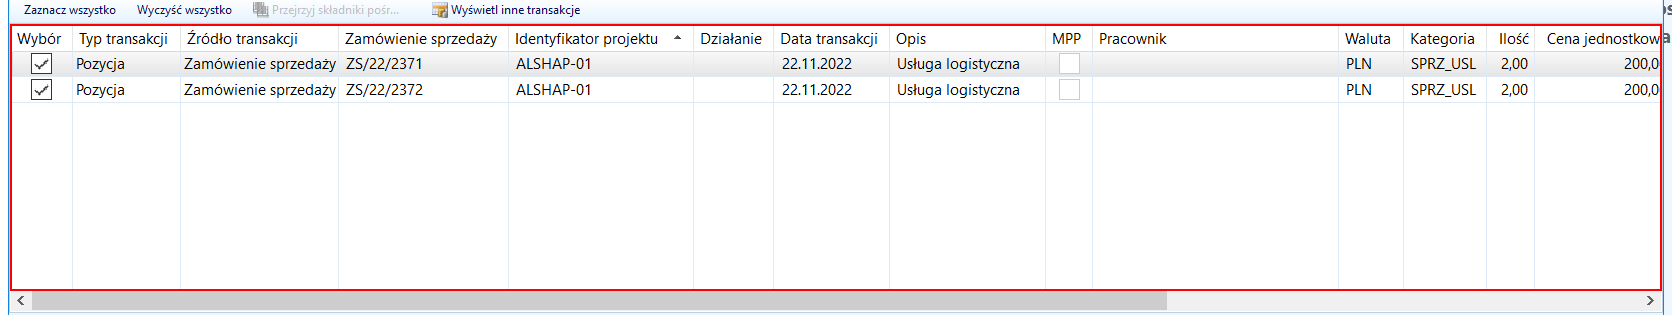 Zaznacz wszystko Wyczyść wszystko Przejrzyj składniki pośr... Wyświetl inne transakcje
Wybór Typ transakcji Źródło transakcji Zamówienie sprzedaży Identyfikator projektu Działanie Data transakcji Opis MPP Pracownik Waluta Kategoria Ilość Cena jednostkow
Pozycja Zamówienie sprzedaży ZS/22/2371 ALSHAP-01 22.11.2022 Usługa logistyczna PLN SPRZ_USL 2,00 200,0
Pozycja Zamówienie sprzedaży ZS/22/2372 ALSHAP-01 22.11.2022 Usługa logistyczna PLN SPRZ_USL 2,00 200,0